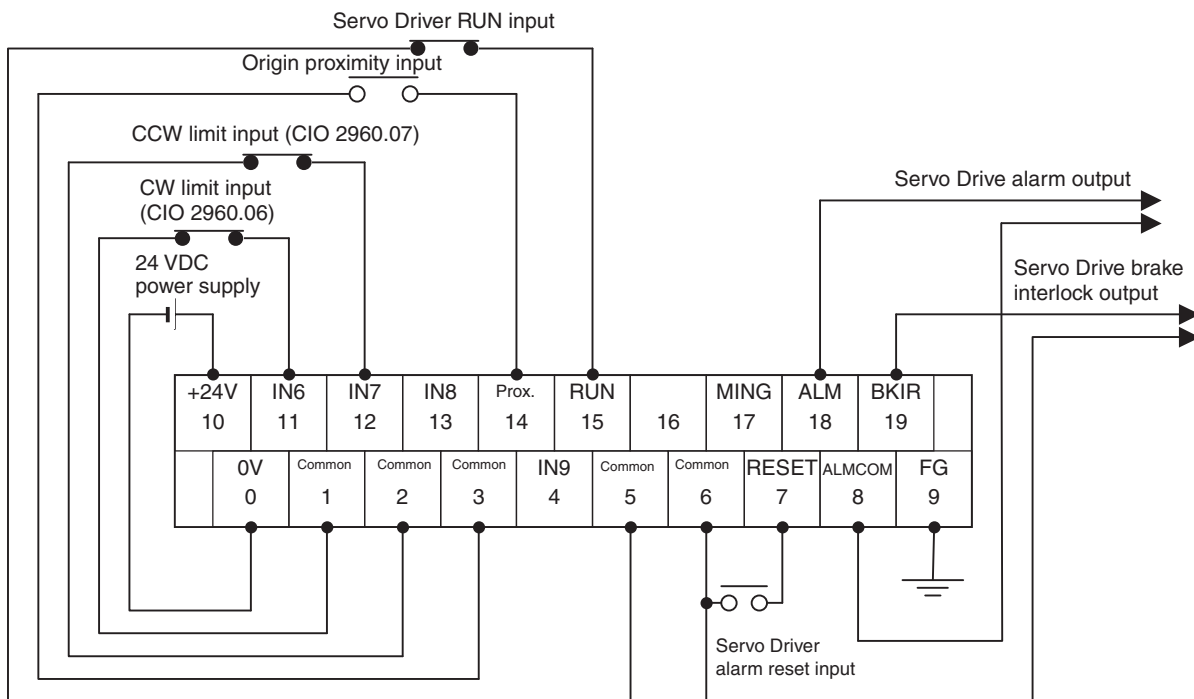 Servo Driver RUN input
Origin proximity input
CCW limit input (CIO 2960.07)
CW limit input
(CIO 2960.06)
24 VDC
power supply
Servo Drive alarm output
Servo Drive brake
interlock output
+24V IN6 IN7 IN8 Prox. RUN MING ALM BKIR
10 11 12 13 14 15 16 17 18 19
0V Common Common Common IN9 Common Common RESET ALMCOM FG
0 1 2 3 4 5 6 7 8 9
Servo Driver
alarm reset input